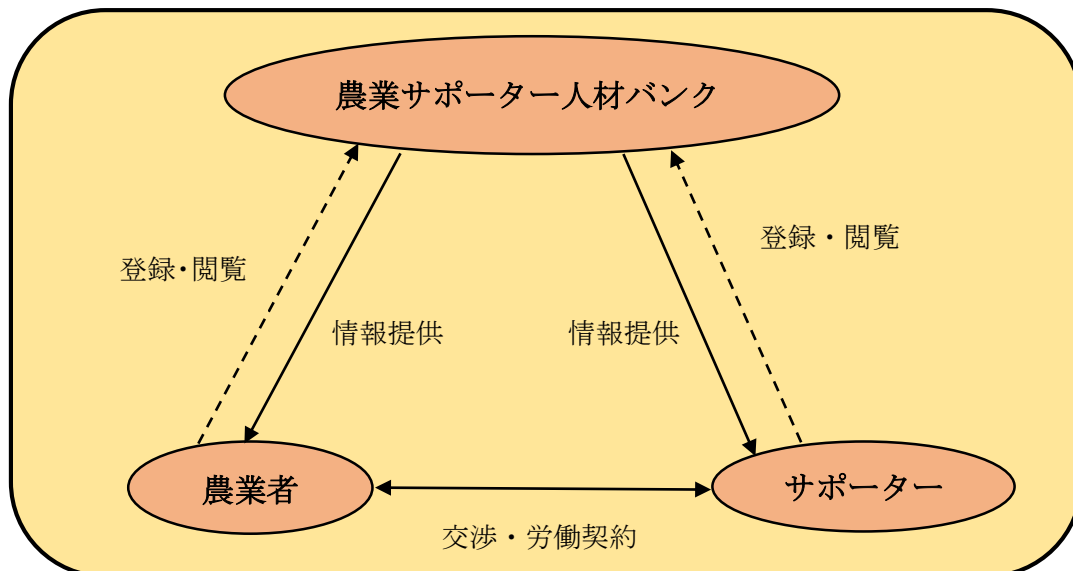 農業サポーター人材バンク
登録・閲覧
登録・閲覧
情報提供
情報提供
農業者
サポーター
交渉・労働契約